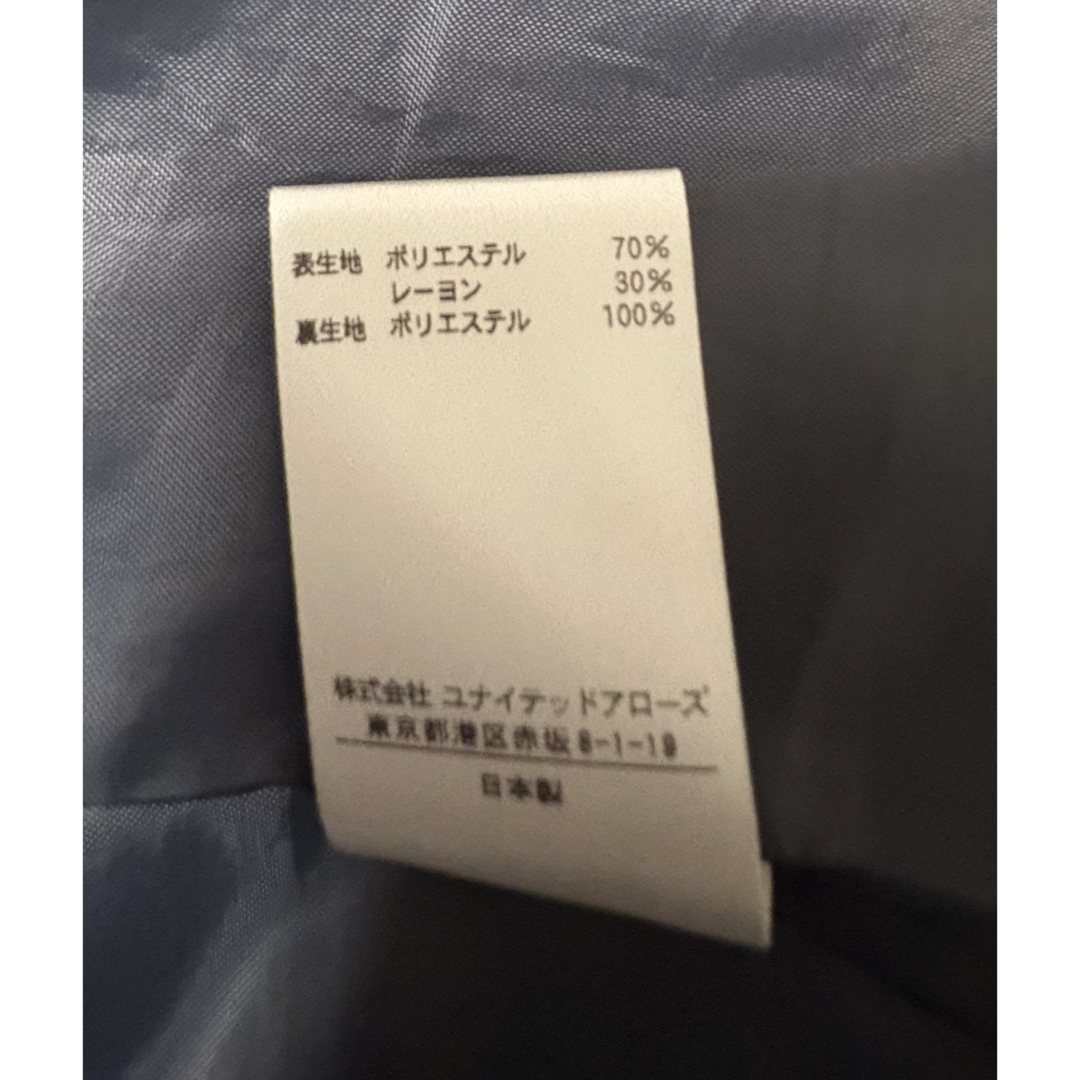 表生地 ポリエステル 70%
レーヨン 30%
裏生地 ポリエステル 100%
株式会社 ユナイテッドアローズ
東京都港区赤坂8-1-19
日本製